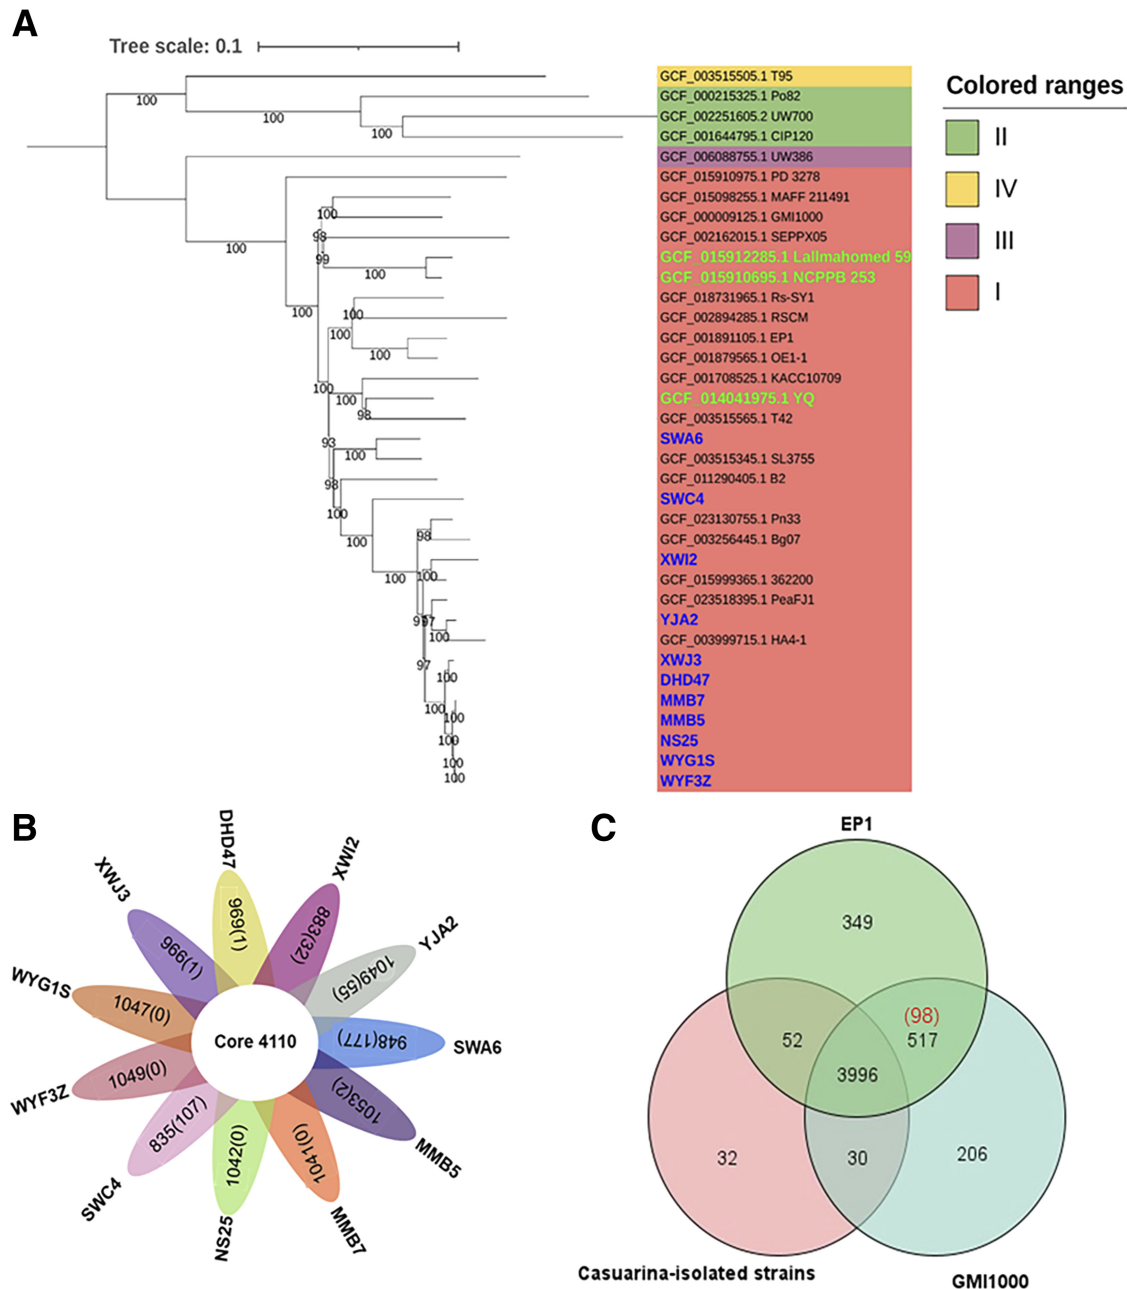 A
Tree scale: 0.1
Colored ranges
II
IV
III
I
GCF_003515505.1 T95
GCF_000215325.1 Po82
GCF_002251605.2 UW700
GCF_001644795.1 CIP120
GCF_006088755.1 UW386
GCF_015910975.1 PD 3278
GCF_015098255.1 MAFF 211491
GCF_000009125.1 GMI1000
GCF_002162015.1 SEPPX05
GCF_015912285.1 Lallmahomed 59
GCF_015910695.1 NCPPB 253
GCF_018731965.1 Rs-SY1
GCF_002894285.1 RSCM
GCF_001891105.1 EP1
GCF_001879565.1 OE1-1
GCF_001708525.1 KACC10709
GCF_014041975.1 YQ
GCF_003515565.1 T42
SWA6
GCF_003515345.1 SL3755
GCF_011290405.1 B2
SWC4
GCF_023130755.1 Pn33
GCF_003256445.1 Bg07
XWI2
GCF_015999365.1 362200
GCF_023518395.1 PeaFJ1
YJA2
GCF_003999715.1 HA4-1
XWJ3
DHD47
MMB7
MMB5
NS25
WYG1S
WYF3Z
100
100
100
100
100
98
99
100
100
100
100
100
100
100
98
93
100
98
100
100
98
100
100
97
97
100
97
100
100
100
100
100
100
B
DHD47
969(1)
XWI2
883(32)
YJA2
1049(55)
SWA6
948(177)
MMB5
1053(2)
MMB7
1041(0)
NS25
1042(0)
SWC4
835(107)
WYF3Z
1049(0)
WYG1S
1047(0)
XWJ3
966(1)
Core 4110
C
EP1
349
(98)
517
52
3996
32
30
206
Casuarina-isolated strains
GMI1000